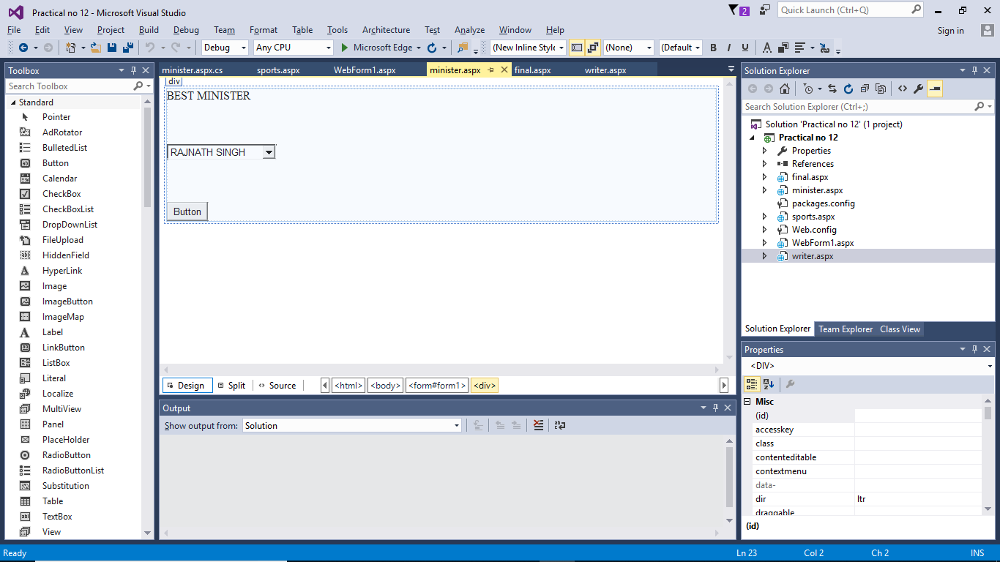 Practical no 12 - Microsoft Visual Studio
2
Quick Launch (Ctrl+Q)
File Edit View Project Build Debug Team Format Table Tools Architecture Test Analyze Window Help
Sign in
Debug Any CPU Microsoft Edge (New Inline Style (None) (Default B I U A
Toolbox
Search Toolbox
Standard
Pointer
AdRotator
BulletedList
Button
Calendar
CheckBox
CheckBoxList
DropDownList
FileUpload
HiddenField
HyperLink
Image
ImageButton
ImageMap
Label
LinkButton
ListBox
Literal
Localize
MultiView
Panel
PlaceHolder
RadioButton
RadioButtonList
Substitution
Table
TextBox
View
minister.aspx.cs sports.aspx WebForm1.aspx minister.aspx final.aspx writer.aspx
div
BEST MINISTER
RAJNATH SINGH
Button
Design Split Source <html> <body> <form#form1> <div>
Output
Show output from: Solution
Solution Explorer
Search Solution Explorer (Ctrl+;)
Solution 'Practical no 12' (1 project)
Practical no 12
Properties
References
final.aspx
minister.aspx
packages.config
sports.aspx
Web.config
WebForm1.aspx
writer.aspx
Solution Explorer Team Explorer Class View
Properties
<DIV>
Misc
(id)
accesskey
class
contenteditable
contextmenu
data-
dir ltr
draggable
(id)
Ready Ln 23 Col 2 Ch 2 INS